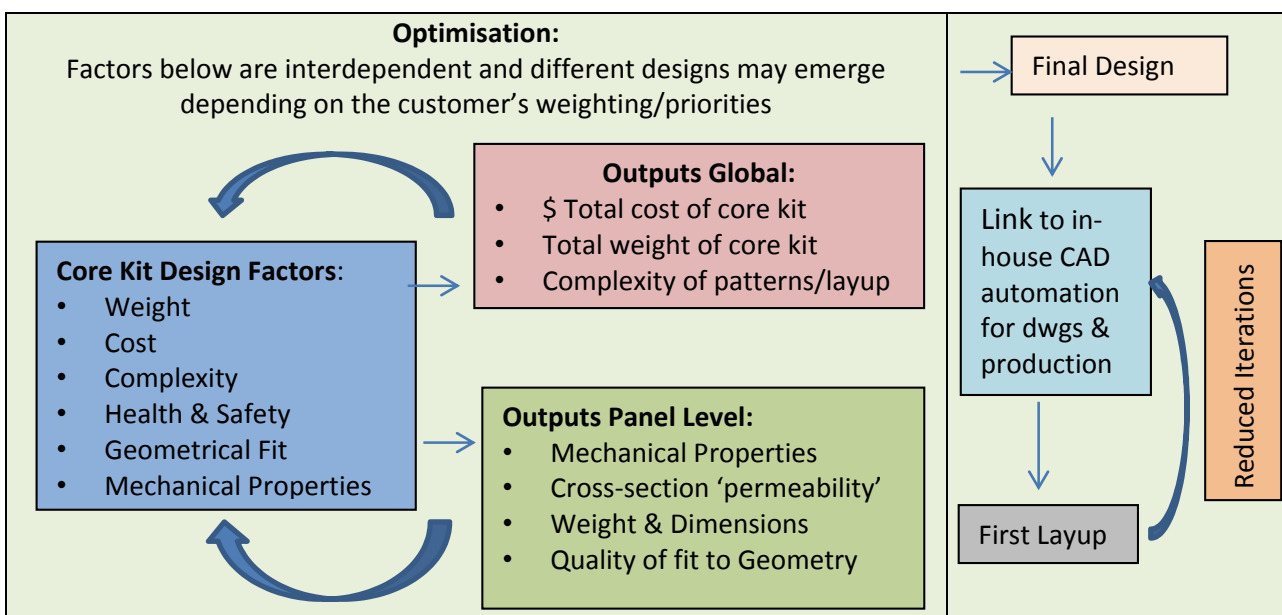 Optimisation:
Factors below are interdependent and different designs may emerge
depending on the customer’s weighting/priorities
Core Kit Design Factors:
• Weight
• Cost
• Complexity
• Health & Safety
• Geometrical Fit
• Mechanical Properties
Outputs Global:
• $ Total cost of core kit
• Total weight of core kit
• Complexity of patterns/layup
Outputs Panel Level:
• Mechanical Properties
• Cross-section ‘permeability’
• Weight & Dimensions
• Quality of fit to Geometry
Final Design
Link to in-
house CAD
automation
for dwgs &
production
First Layup
Reduced Iterations